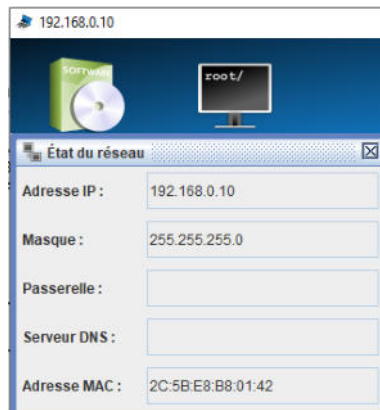 192.168.0.10
SOFTWARE
root/
État du réseau
Adresse IP : 192.168.0.10
Masque : 255.255.255.0
Passerelle :
Serveur DNS :
Adresse MAC : 2C:5B:E8:B8:01:42